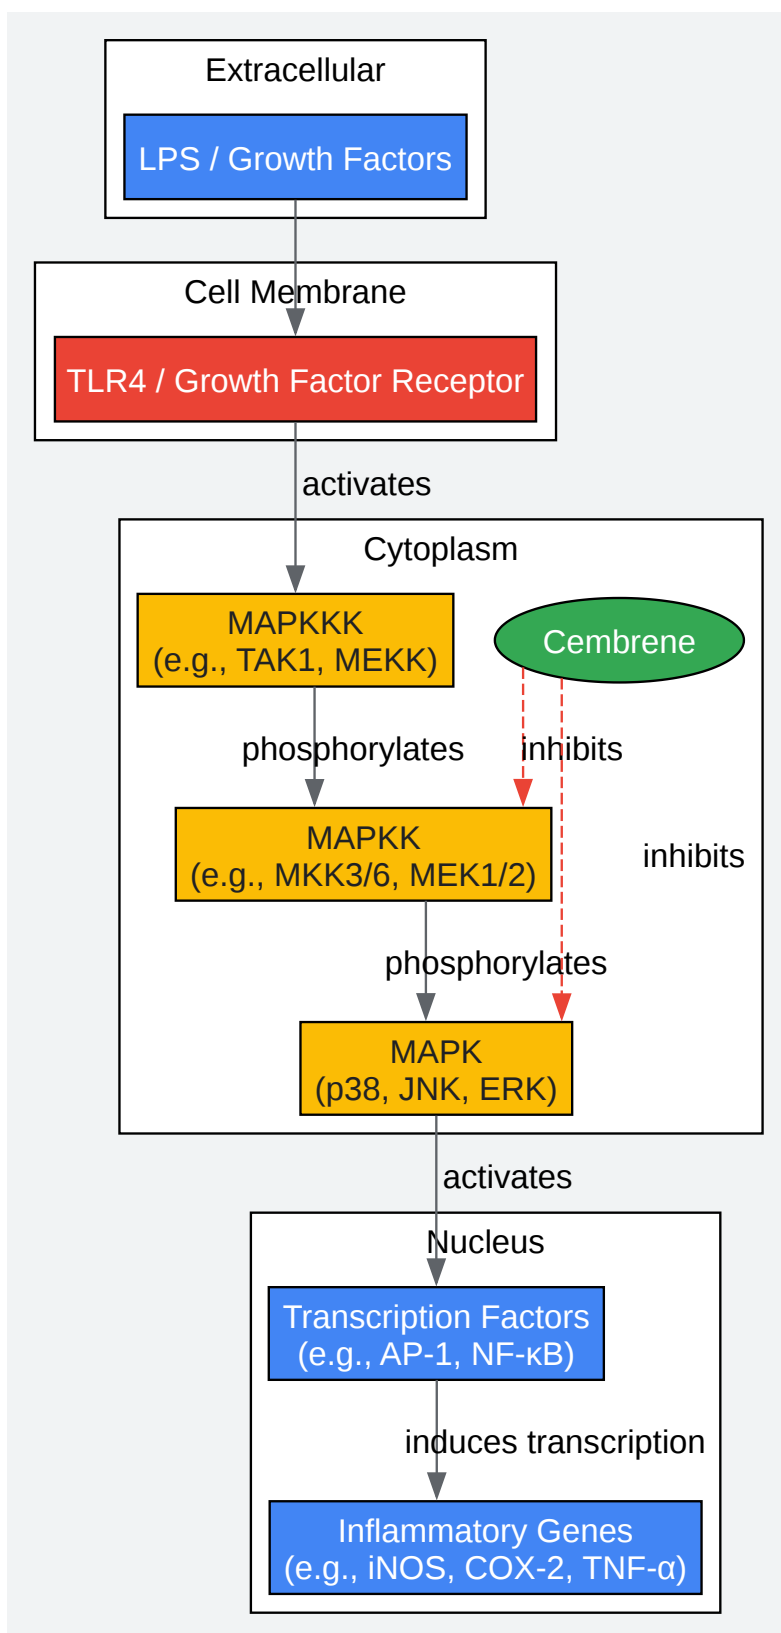 Extracellular
LPS / Growth Factors
Cell Membrane
TLR4 / Growth Factor Receptor
activates
Cytoplasm
MAPKKK
(e.g., TAK1, MEKK)
Cembrene
phosphorylates
inhibits
MAPKK
(e.g., MKK3/6, MEK1/2)
inhibits
phosphorylates
MAPK
(p38, JNK, ERK)
activates
Nucleus
Transcription Factors
(e.g., AP-1, NF-κB)
induces transcription
Inflammatory Genes
(e.g., iNOS, COX-2, TNF-α)